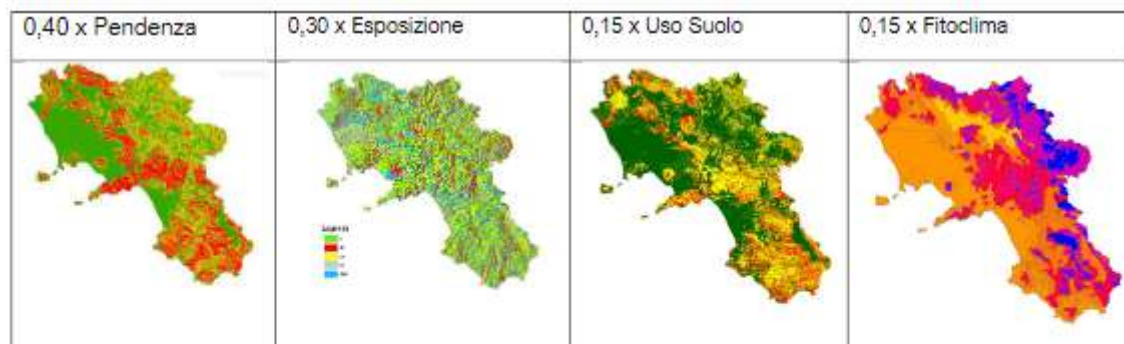 0,40 x Pendenza
0,30 x Esposizione
0,15 x Uso Suolo
0,15 x Fitoclima